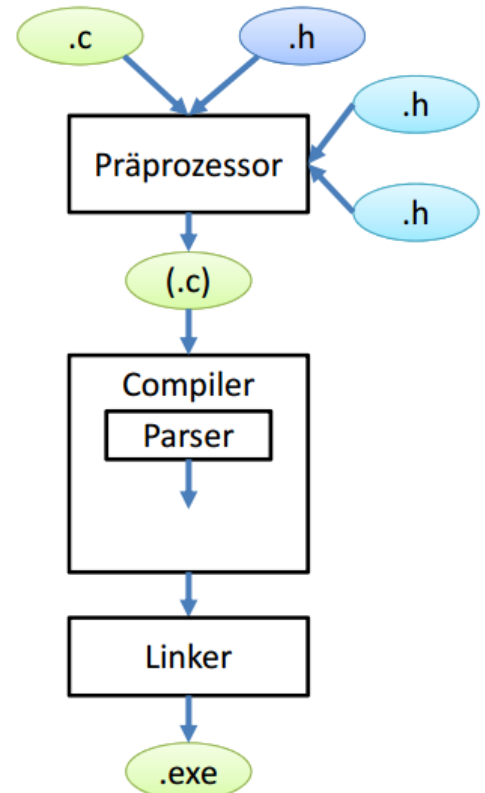 .c
.h
.h
Präprozessor
.h
(.c)
Compiler
Parser
Linker
.exe